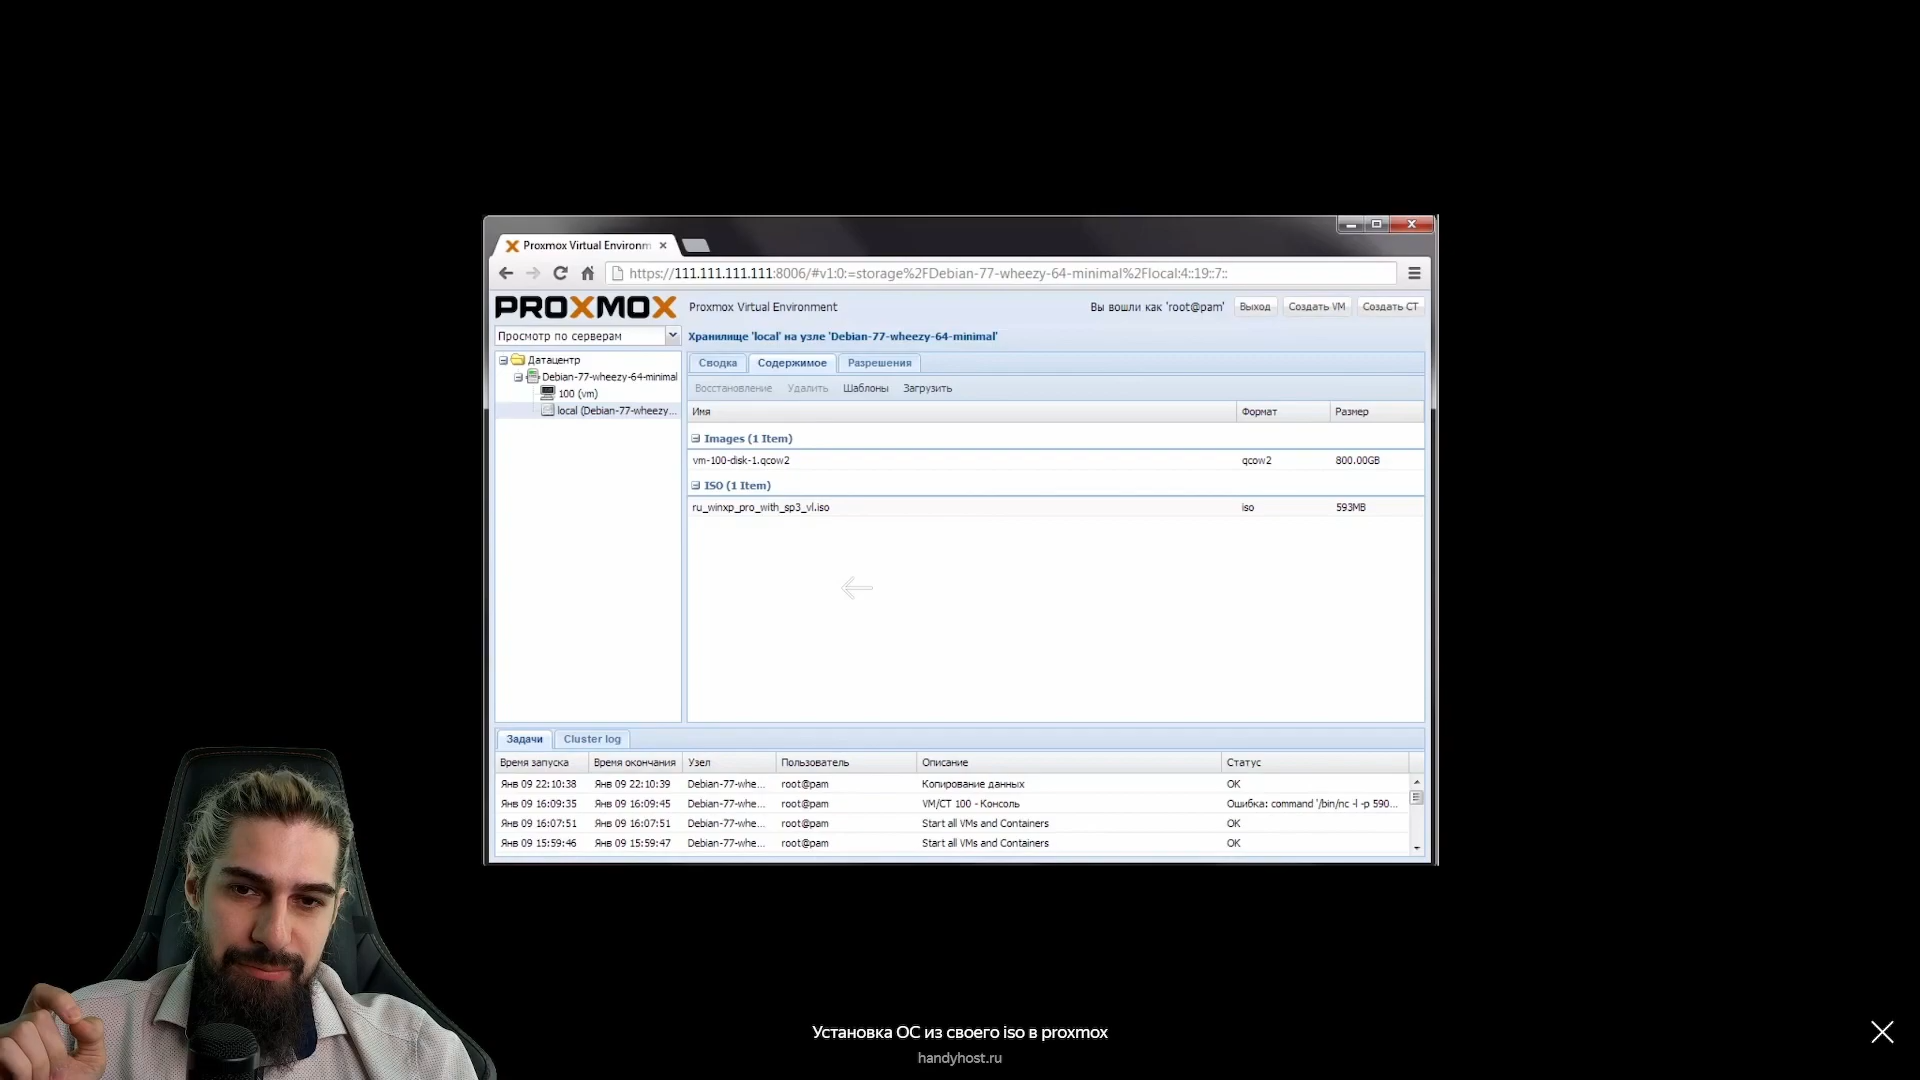 Proxmox Virtual Environm
https://111.111.111.111:8006/#v1:0:=storage%2FDebian-77-wheezy-64-minimal%2Flocal:4::19::7::
PROXMOX Proxmox Virtual Environment Вы вошли как 'root@pam' Выход Создать VM Создать CT
Просмотр по серверам
Хранилище 'local' на узле 'Debian-77-wheezy-64-minimal'
Датацентр
Debian-77-wheezy-64-minimal
100 (vm)
local (Debian-77-wheezy...
Сводка Содержимое Разрешения
Восстановление Удалить Шаблоны Загрузить
Имя Формат Размер
Images (1 Item)
vm-100-disk-1.qcow2 qcow2 800.00GB
ISO (1 Item)
ru_winxp_pro_with_sp3_vl.iso iso 593MB
Задачи Cluster log
Время запуска Время окончания Узел Пользователь Описание Статус
Янв 09 22:10:38 Янв 09 22:10:39 Debian-77-whe... root@pam Копирование данных OK
Янв 09 16:09:35 Янв 09 16:09:45 Debian-77-whe... root@pam VM/CT 100 - Консоль Ошибка: command '/bin/nc -l -p 590...
Янв 09 16:07:51 Янв 09 16:07:51 Debian-77-whe... root@pam Start all VMs and Containers OK
Янв 09 15:59:46 Янв 09 15:59:47 Debian-77-whe... root@pam Start all VMs and Containers OK
Установка ОС из своего iso в proxmox
handyhost.ru